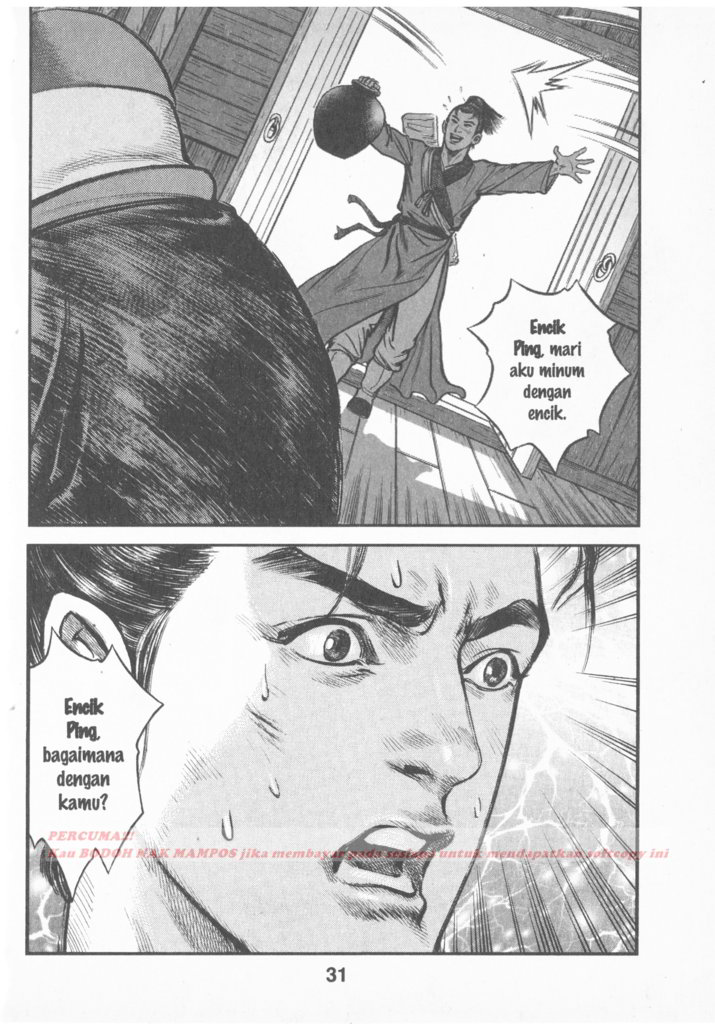 Encik
Ping, mari
aku minum
dengan
encik.
Encik
Ping,
bagaimana
dengan
kamu?
PERCUMA2!
Kau BODOH NAK MAMPOS jika membayar pada sesiapa untuk mendapatkan softcopy ini
31